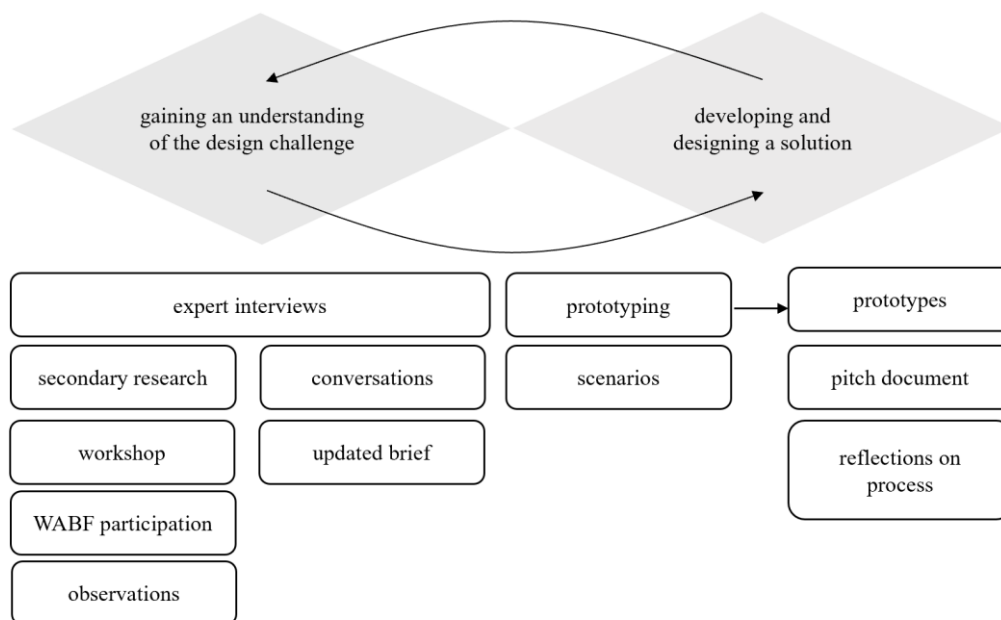 gaining an understanding
of the design challenge
developing and
designing a solution
expert interviews
prototyping
prototypes
secondary research
conversations
scenarios
pitch document
workshop
updated brief
reflections on
process
WABF participation
observations